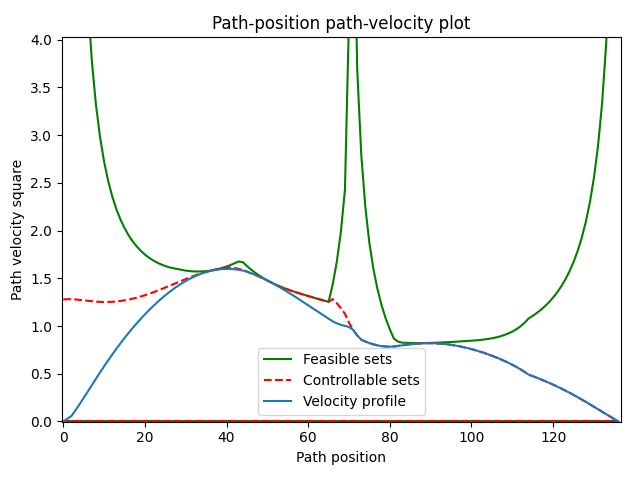 Path-position path-velocity plot
Path velocity square
4.0
3.5
3.0
2.5
2.0
1.5
1.0
0.5
0.0
Feasible sets
Controllable sets
Velocity profile
0 20 40 60 80 100 120
Path position